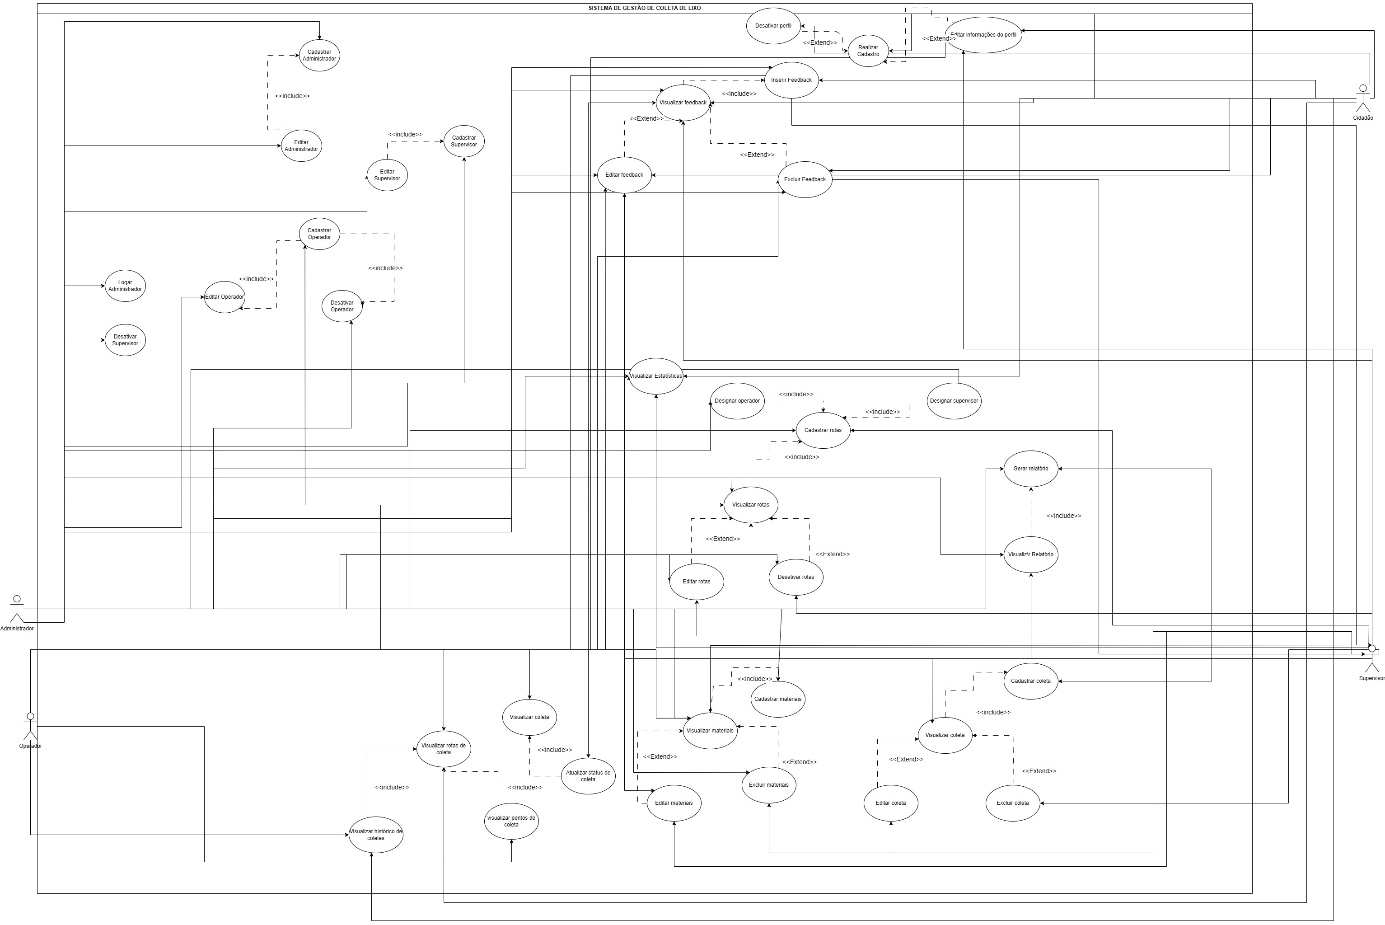 SISTEMA DE GESTÃO DE COLETA DE LIXO
Desativar perfil
<<Extend>>
Realizar
Cadastro
<<Extend>>
Editar informações do perfil
Cadastrar
Administrador
<<Include>>
Inserir Feedback
<<Include>>
Visualizar feedback
<<Extend>>
Cidadão
Editar
Administrador
<<Include>>
Cadastrar
Supervisor
Editar
Supervisor
<<Extend>>
Editar feedback
Excluir Feedback
Cadastrar
Operador
<<Include>>
<<Include>>
Logar
Administrador
Editar Operador
Desativar
Operador
Desativar
Supervisor
Visualizar Estatísticas
Designar operador
<<Include>>
<<Include>>
Designar supervisor
Cadastrar rotas
<<Include>>
Gerar relatório
Visualizar rotas
<<Include>>
<<Extend>>
<<Extend>>
Visualizar Relatório
Editar rotas
Desativar rotas
Administrador
Supervisor
Cadastrar coleta
<<Include>>
Cadastrar materiais
<<Include>>
Visualizar coleta
Operador
Visualizar rotas de
coleta
<<Include>>
Visualizar materiais
Visualizar coleta
<<Extend>>
<<Extend>>
<<Extend>>
<<Extend>>
Atualizar status de
coleta
<<Include>>
<<Include>>
Excluir materiais
Editar materiais
Editar coleta
Excluir coleta
visualizar pontos de
coleta
Visualizar histórico de
coletas